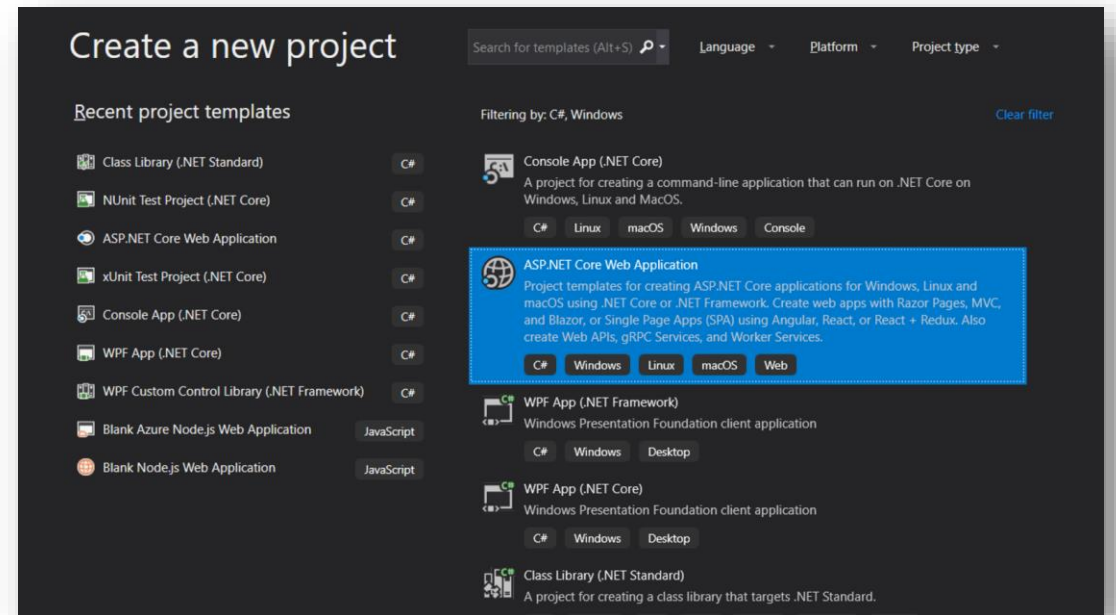 Create a new project
Search for templates (Alt+S)
Language
Platform
Project type
Recent project templates
Class Library (.NET Standard)
C#
NUnit Test Project (.NET Core)
C#
ASP.NET Core Web Application
C#
xUnit Test Project (.NET Core)
C#
Console App (.NET Core)
C#
WPF App (.NET Core)
C#
WPF Custom Control Library (.NET Framework)
C#
Blank Azure Node.js Web Application
JavaScript
Blank Node.js Web Application
JavaScript
Filtering by: C#, Windows
Clear filter
Console App (.NET Core)
A project for creating a command-line application that can run on .NET Core on
Windows, Linux and MacOS.
C# Linux macOS Windows Console
ASP.NET Core Web Application
Project templates for creating ASP.NET Core applications for Windows, Linux and
macOS using .NET Core or .NET Framework. Create web apps with Razor Pages, MVC,
and Blazor, or Single Page Apps (SPA) using Angular, React, or React + Redux. Also
create Web APIs, gRPC Services, and Worker Services.
C# Windows Linux macOS Web
WPF App (.NET Framework)
Windows Presentation Foundation client application
C# Windows Desktop
WPF App (.NET Core)
Windows Presentation Foundation client application
C# Windows Desktop
Class Library (.NET Standard)
A project for creating a class library that targets .NET Standard.